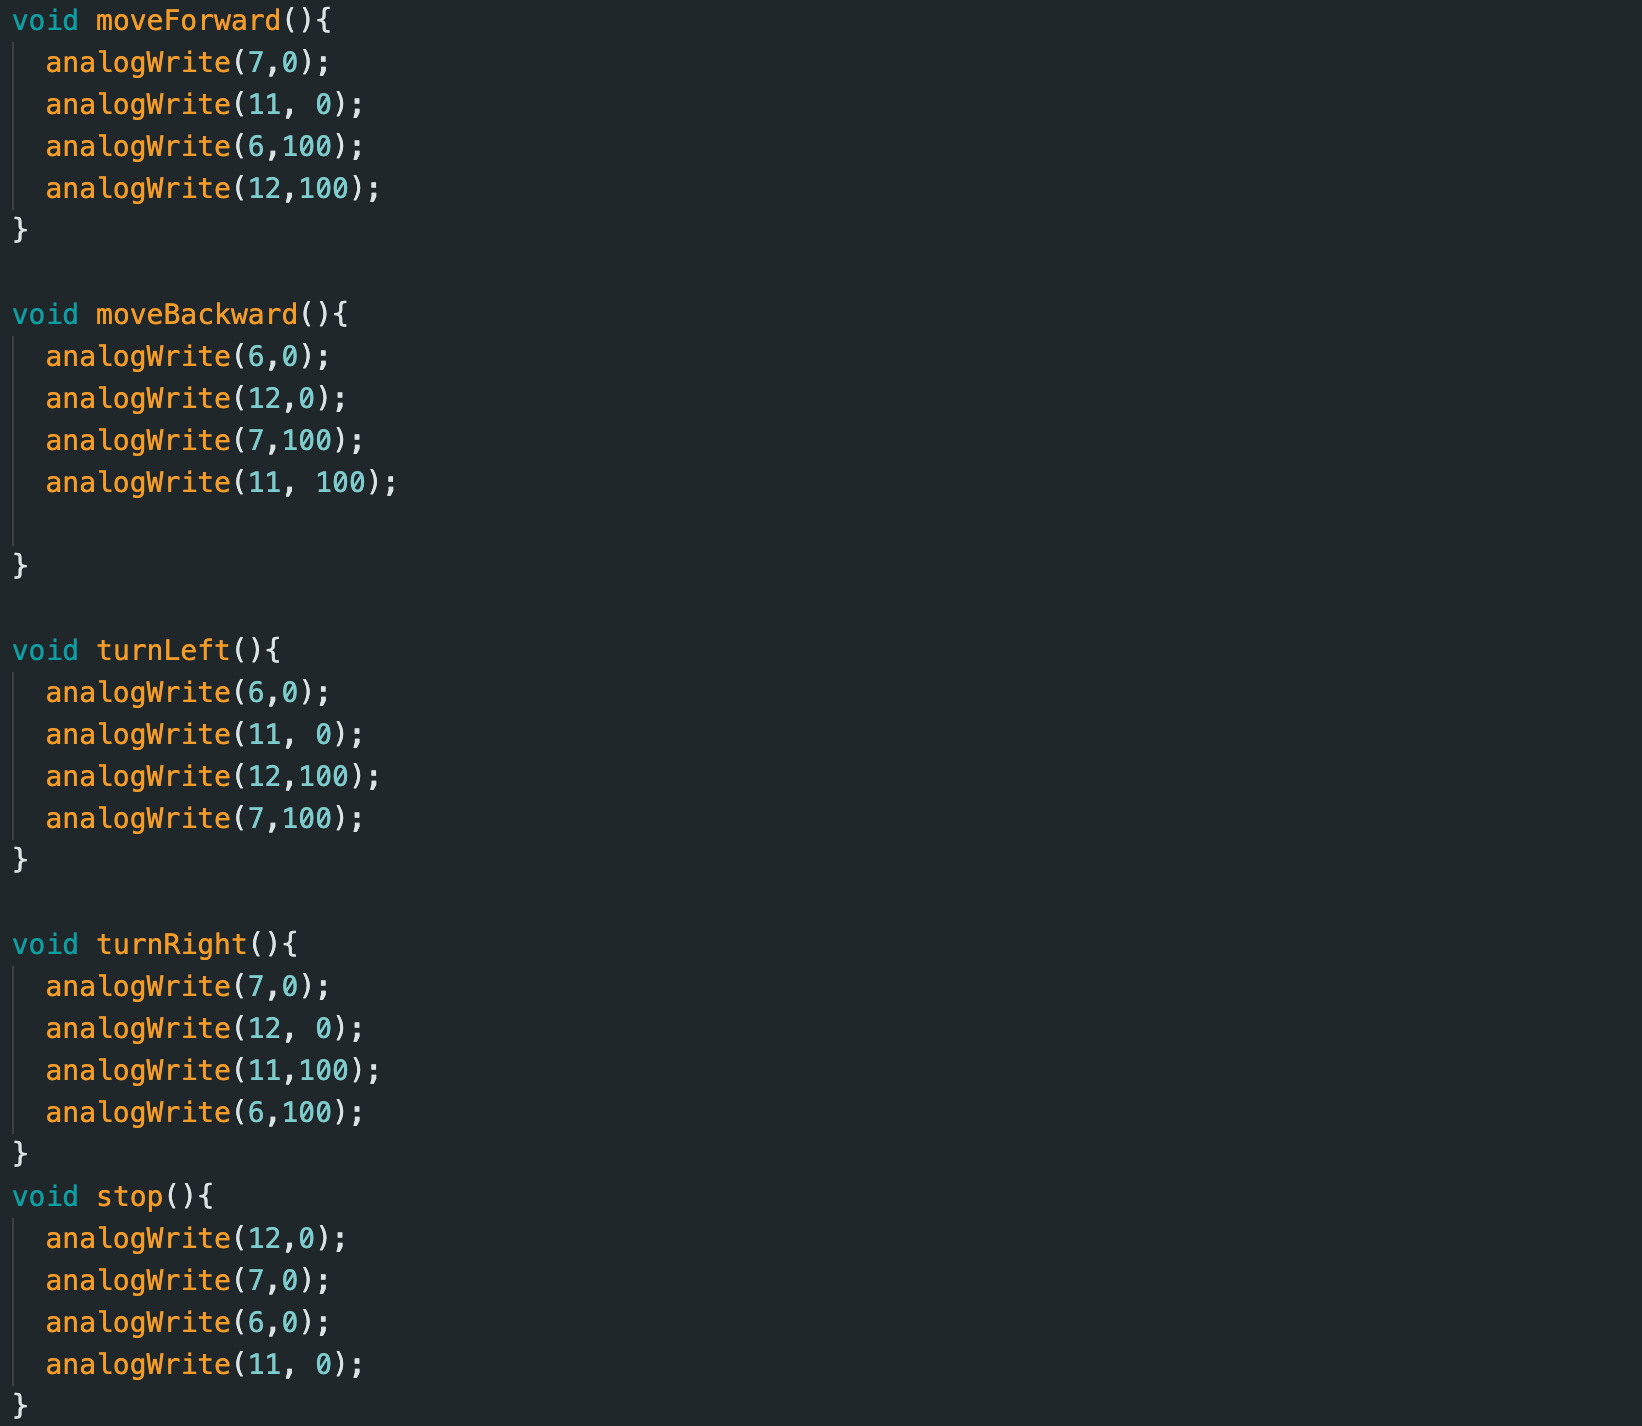 void moveForward(){
  analogWrite(7,0);
  analogWrite(11, 0);
  analogWrite(6,100);
  analogWrite(12,100);
}

void moveBackward(){
  analogWrite(6,0);
  analogWrite(12,0);
  analogWrite(7,100);
  analogWrite(11, 100);

}

void turnLeft(){
  analogWrite(6,0);
  analogWrite(11, 0);
  analogWrite(12,100);
  analogWrite(7,100);
}

void turnRight(){
  analogWrite(7,0);
  analogWrite(12, 0);
  analogWrite(11,100);
  analogWrite(6,100);
}
void stop(){
  analogWrite(12,0);
  analogWrite(7,0);
  analogWrite(6,0);
  analogWrite(11, 0);
}